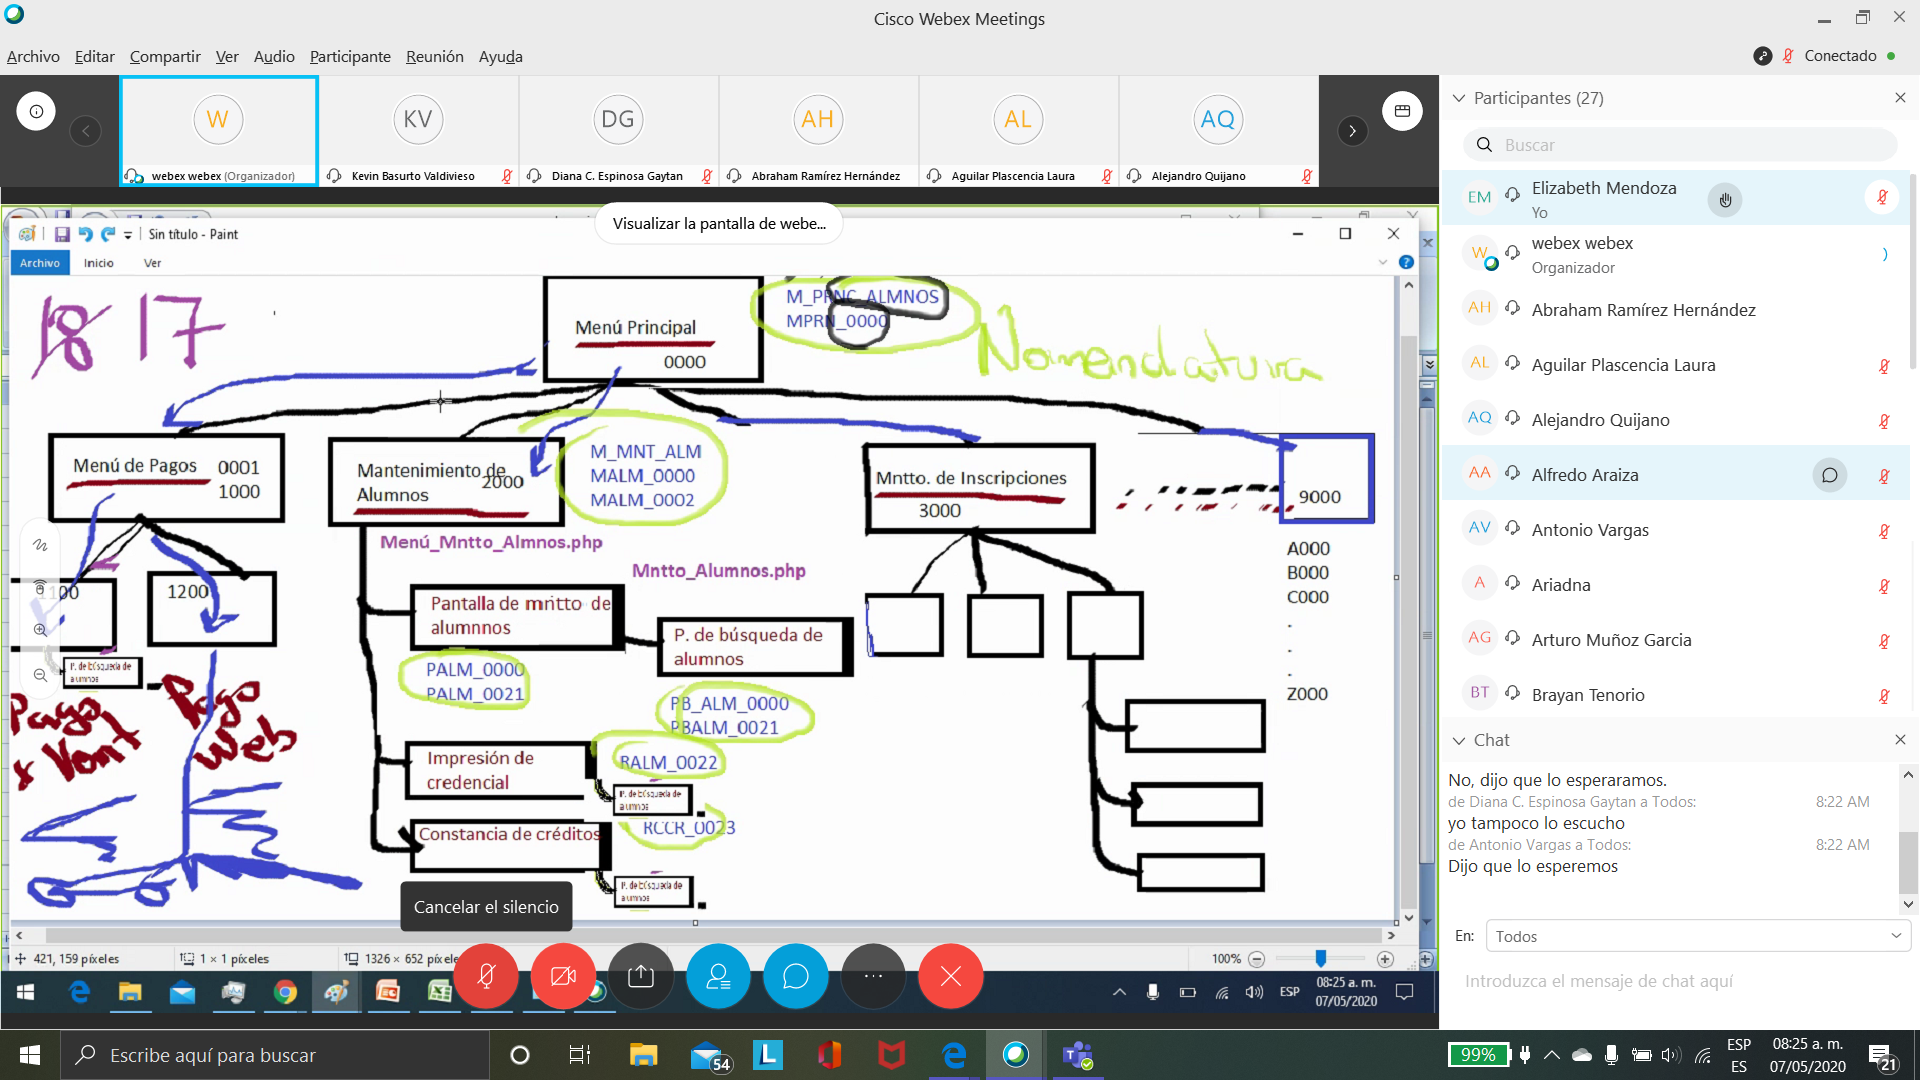 Cisco Webex Meetings
Archivo Editar Compartir Ver Audio Participante Reunión Ayuda
Conectado
W
KV
DG
AH
AL
AQ
webex webex (Organizador)
Kevin Basurto Valdivieso
Diana C. Espinosa Gaytan
Abraham Ramírez Hernández
Aguilar Plascencia Laura
Alejandro Quijano
Visualizar la pantalla de webe...
Sin título - Paint
Archivo Inicio Ver
18 17
Menú Principal
0000
M_PRNC_ALMNOS
MPRN_0000
Nomenclatura
Menú de Pagos 0001
1000
Mantenimiento de
Alumnos 2000
M_MNT_ALM
MALM_0000
MALM_0002
Mntto. de Inscripciones
3000
9000
A000
B000
C000
.
.
.
Z000
Menú_Mntto_Almnos.php
Mntto_Alumnos.php
1100
1200
P. de búsqueda de
alumnos
Pago
x Vent
Pago
Web
Pantalla de mntto de
alumnnos
P. de búsqueda de
alumnos
PALM_0000
PALM_0021
PB_ALM_0000
PBALM_0021
Impresión de
credencial
RALM_0022
P. de búsqueda de
alumnos
Constancia de créditos
RCCR_0023
P. de búsqueda de
alumnos
Cancelar el silencio
421, 159 píxeles
1 × 1 píxeles
1326 × 652 píxele
100%
ESP
08:25 a. m.
07/05/2020
Participantes (27)
Buscar
EM Elizabeth Mendoza
Yo
W webex webex
Organizador
AH Abraham Ramírez Hernández
AL Aguilar Plascencia Laura
AQ Alejandro Quijano
AA Alfredo Araiza
AV Antonio Vargas
A Ariadna
AG Arturo Muñoz Garcia
BT Brayan Tenorio
Chat
No, dijo que lo esperaramos.
de Diana C. Espinosa Gaytan a Todos: 8:22 AM
yo tampoco lo escucho
de Antonio Vargas a Todos: 8:22 AM
Dijo que lo esperemos
En: Todos
Introduzca el mensaje de chat aquí
Escribe aquí para buscar
54
99%
ESP
ES
08:25 a. m.
07/05/2020
21